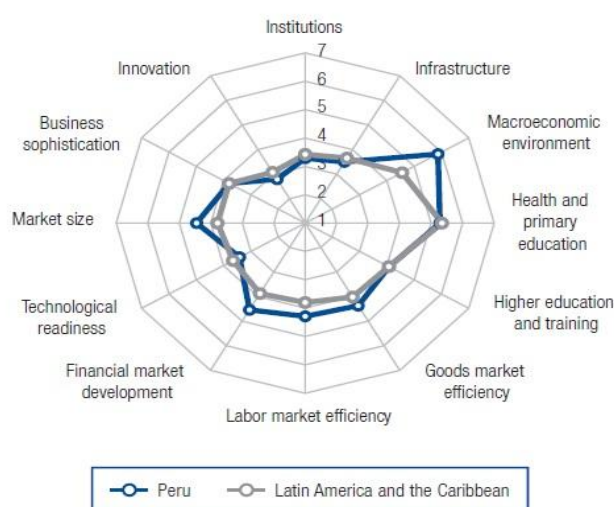 Institutions
7
6
5
4
3
2
1
Infrastructure
Macroeconomic
environment
Health and
primary
education
Higher education
and training
Goods market
efficiency
Labor market efficiency
Financial market
development
Technological
readiness
Market size
Business
sophistication
Innovation
Peru
Latin America and the Caribbean